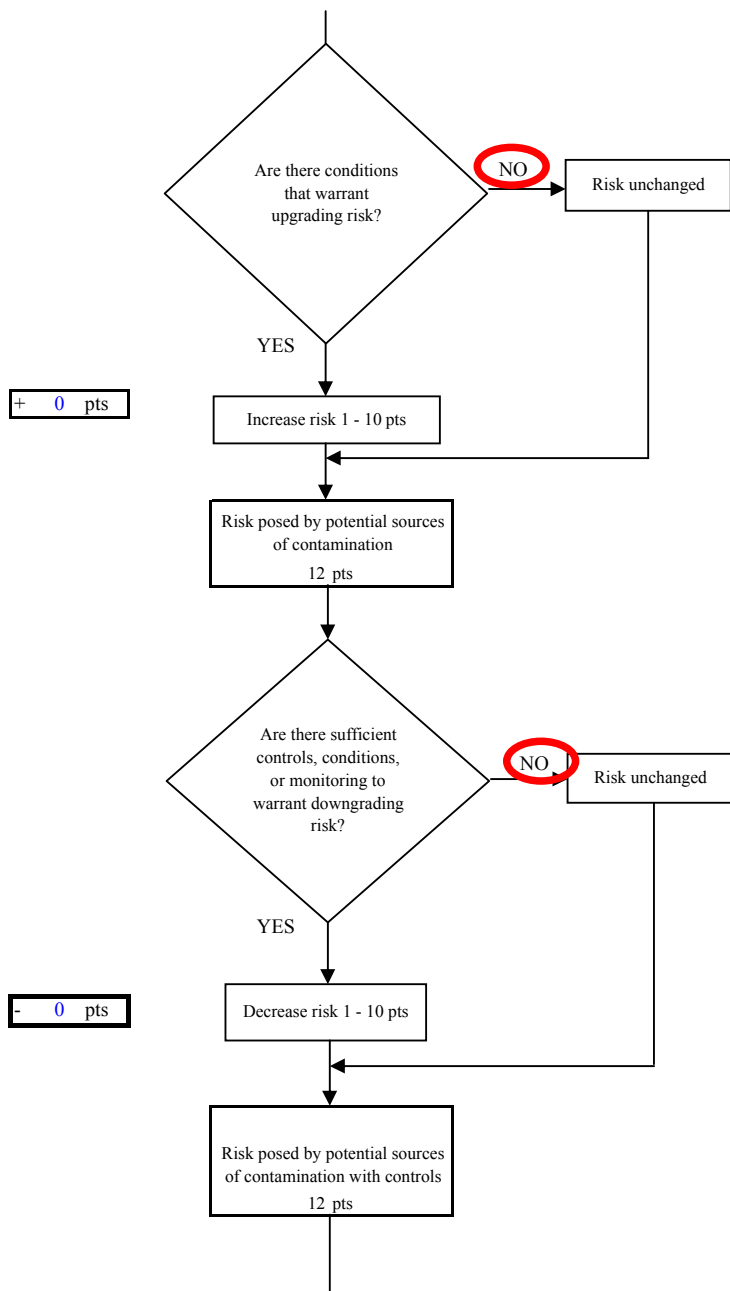 Are there conditions
that warrant
upgrading risk?
NO
Risk unchanged
YES
+ 0 pts
Increase risk 1 - 10 pts
Risk posed by potential sources
of contamination
12 pts
Are there sufficient
controls, conditions,
or monitoring to
warrant downgrading
risk?
NO
Risk unchanged
YES
- 0 pts
Decrease risk 1 - 10 pts
Risk posed by potential sources
of contamination with controls
12 pts